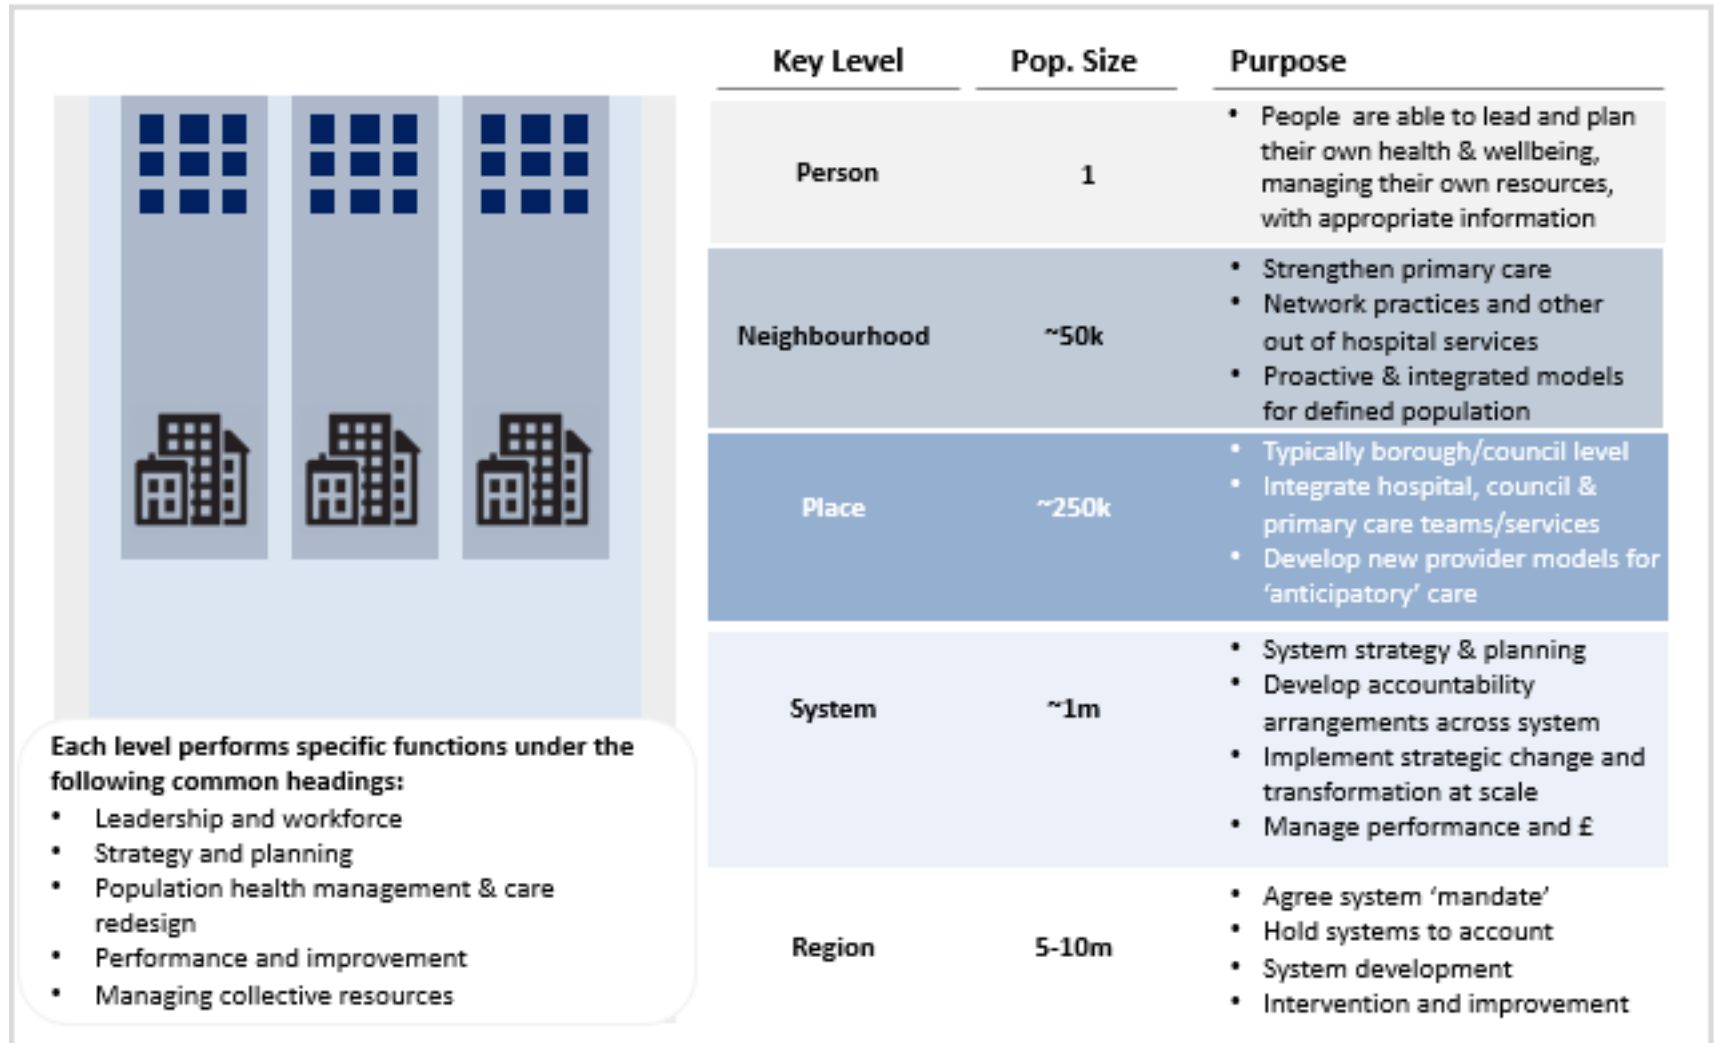 Key Level Pop. Size Purpose
• People are able to lead and plan
their own health & wellbeing,
managing their own resources,
with appropriate information
Person 1
• Strengthen primary care
• Network practices and other
out of hospital services
• Proactive & integrated models
for defined population
Neighbourhood ~50k
• Typically borough/council level
• Integrate hospital, council &
primary care teams/services
• Develop new provider models for
‘anticipatory’ care
Place ~250k
• System strategy & planning
• Develop accountability
arrangements across system
• Implement strategic change and
transformation at scale
• Manage performance and £
System ~1m
• Agree system ‘mandate’
• Hold systems to account
• System development
• Intervention and improvement
Region 5-10m
Each level performs specific functions under the
following common headings:
• Leadership and workforce
• Strategy and planning
• Population health management & care
redesign
• Performance and improvement
• Managing collective resources